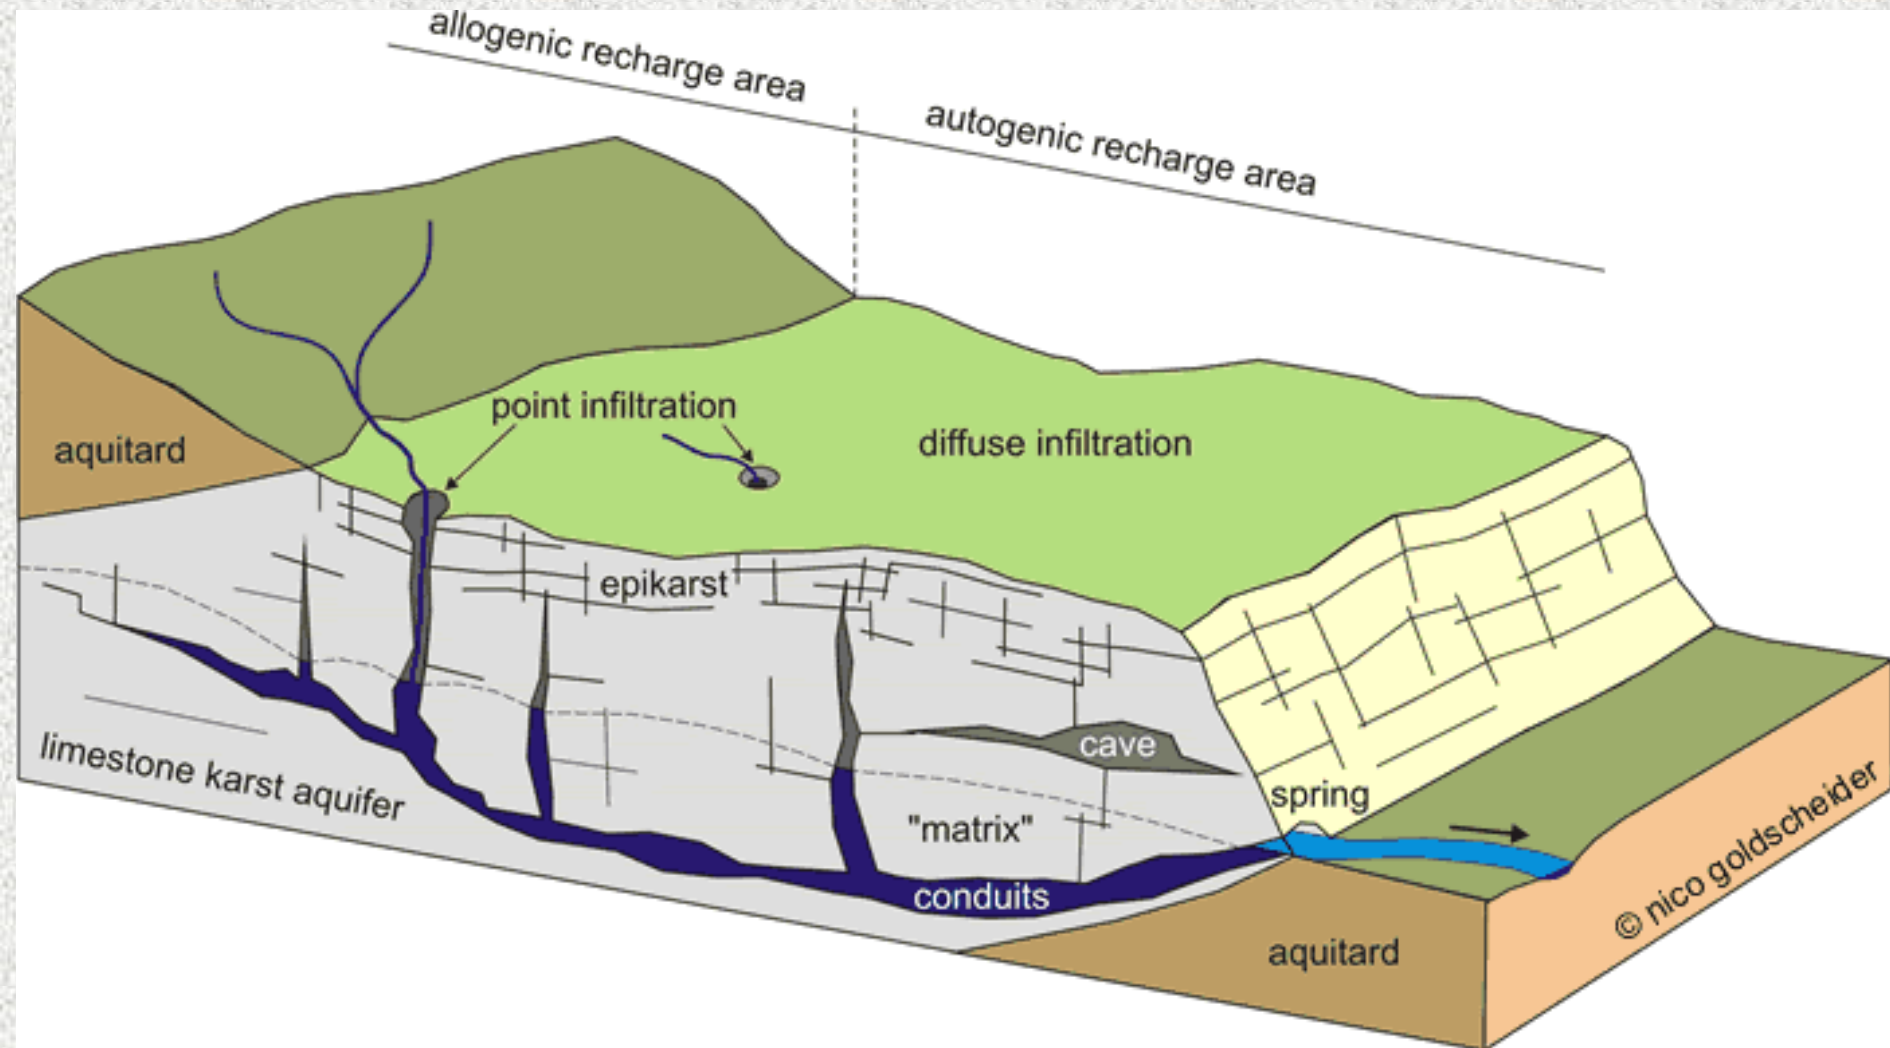 allogenic recharge area
autogenic recharge area
point infiltration
diffuse infiltration
aquitard
epikarst
cave
limestone karst aquifer
spring
"matrix"
conduits
aquitard
© nico goldscheider